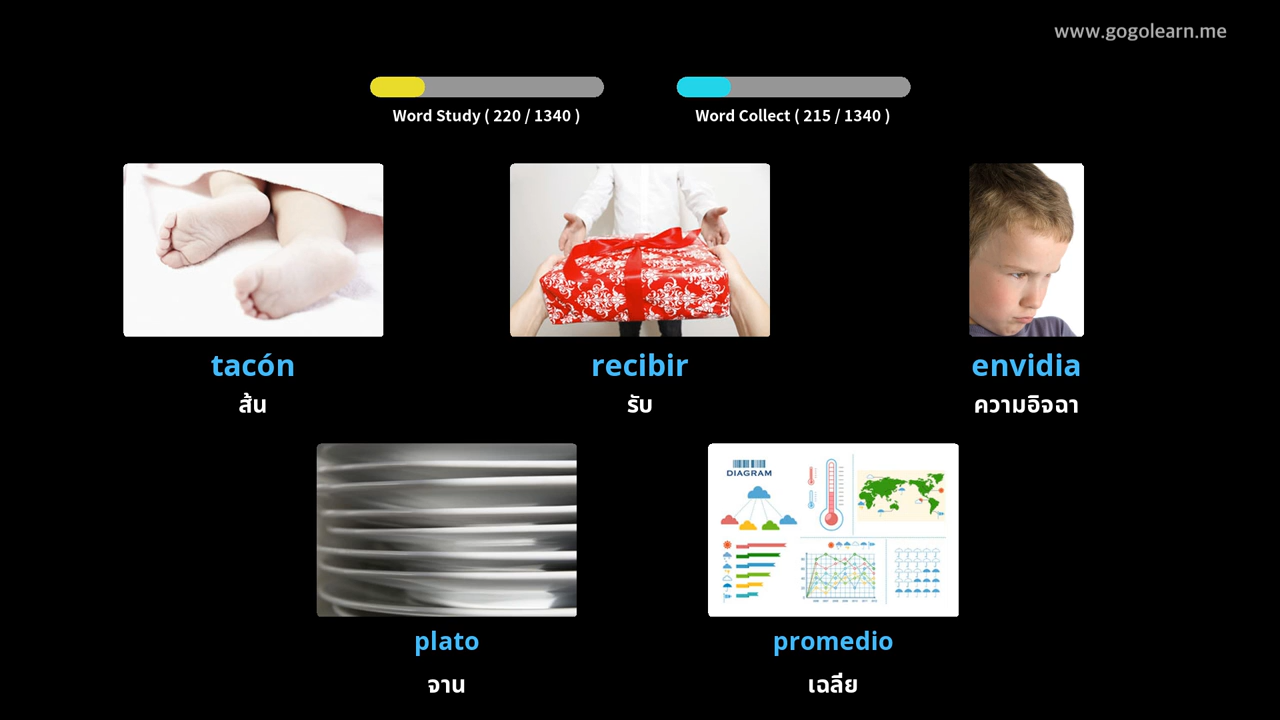 www.gogolearn.me
Word Study ( 220 / 1340 )
Word Collect ( 215 / 1340 )
tacón
ส้น
recibir
รับ
envidia
ความอิจฉา
DIAGRAM
plato
จาน
promedio
เฉลี่ย